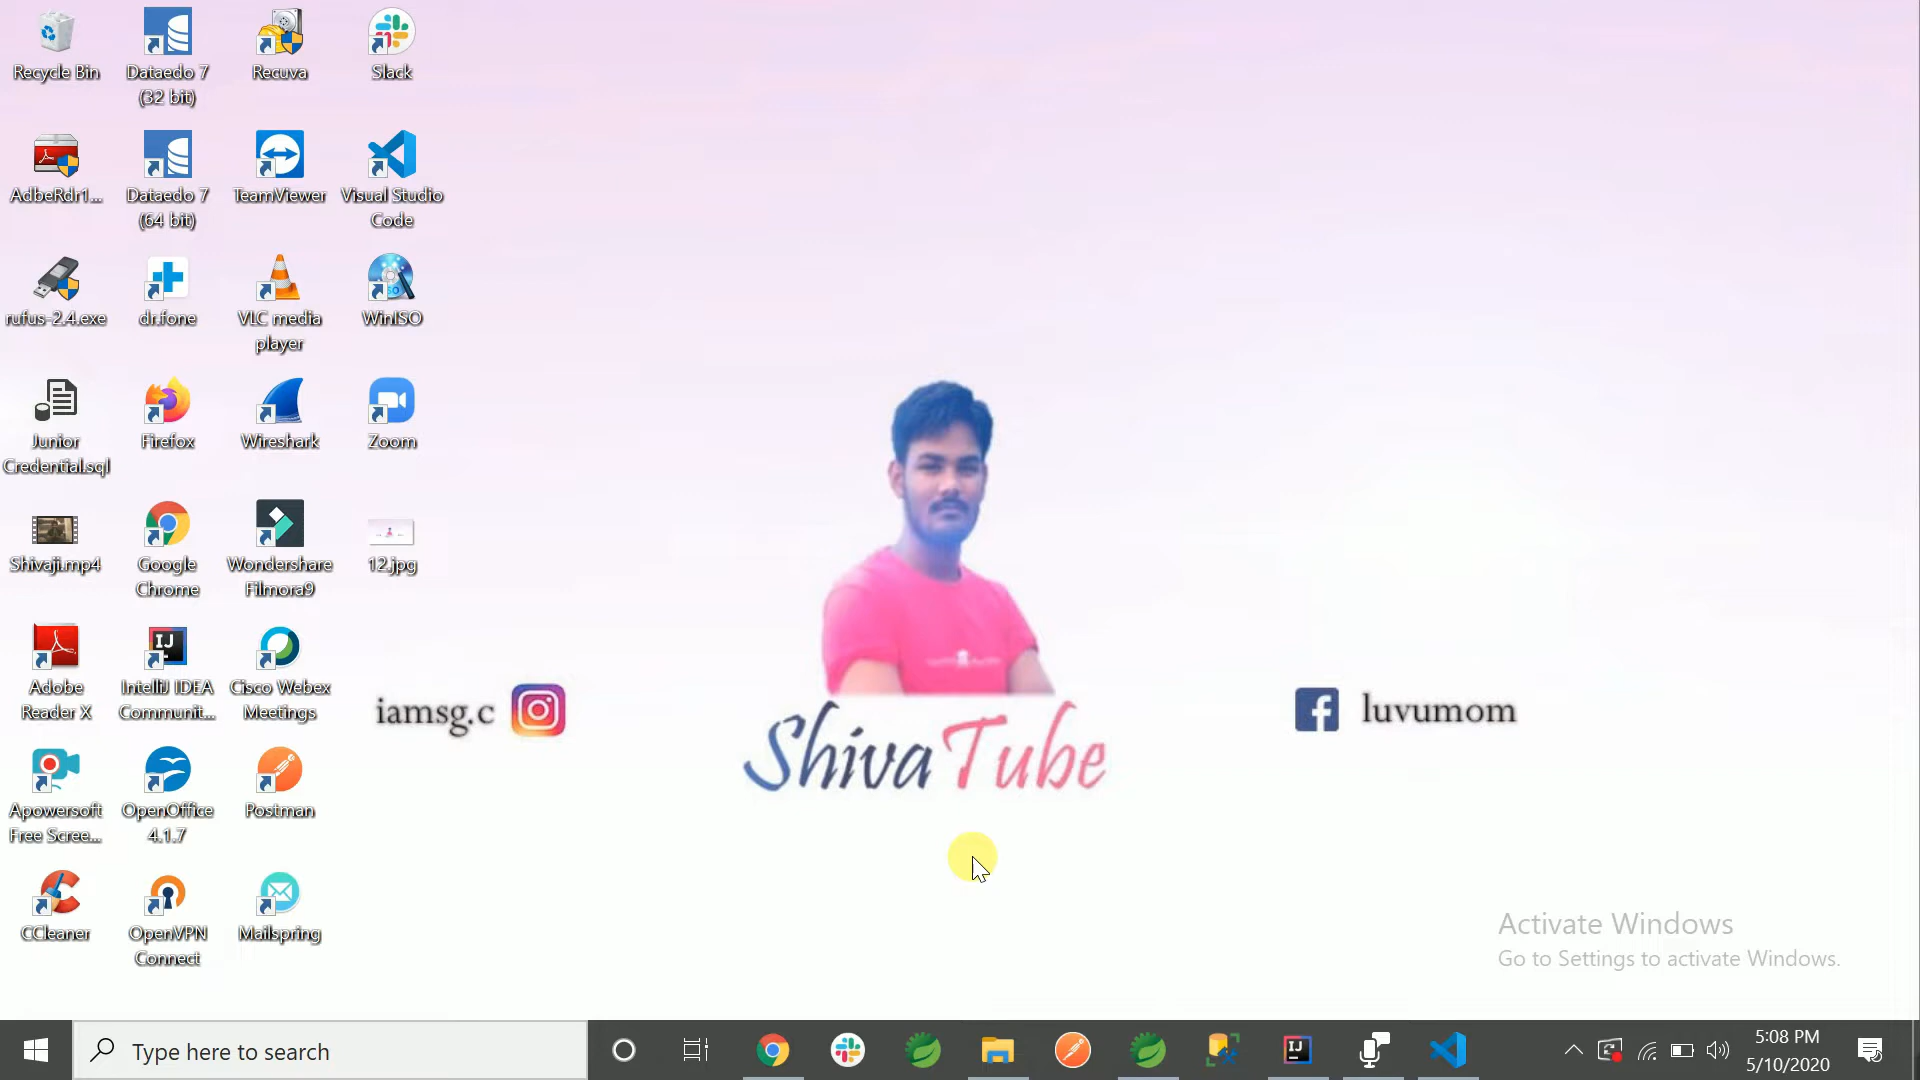 Recycle Bin
Dataedo 7
(32 bit)
Recuva
Slack
AdbeRdr1...
Dataedo 7
(64 bit)
TeamViewer
Visual Studio
Code
rufus-2.4.exe
dr.fone
VLC media
player
WinISO
Junior
Credential.sql
Firefox
Wireshark
Zoom
Shivaji.mp4
Google
Chrome
Wondershare
Filmora9
12.jpg
Adobe
Reader X
IntelliJ IDEA
Communit...
Cisco Webex
Meetings
iamsg.c
ShivaTube
luvumom
Apowersoft
Free Scree...
OpenOffice
4.1.7
Postman
CCleaner
OpenVPN
Connect
Mailspring
Activate Windows
Go to Settings to activate Windows.
Type here to search
5:08 PM
5/10/2020